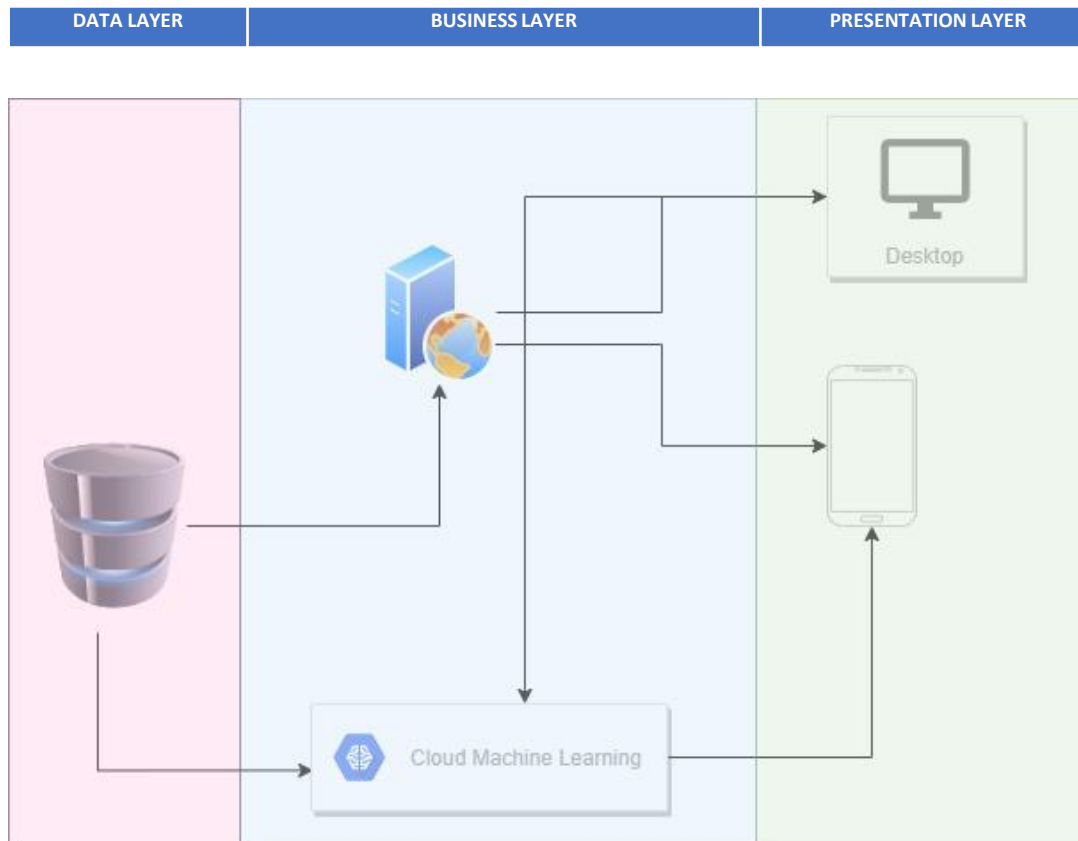 DATA LAYER
BUSINESS LAYER
PRESENTATION LAYER
Desktop
Cloud Machine Learning